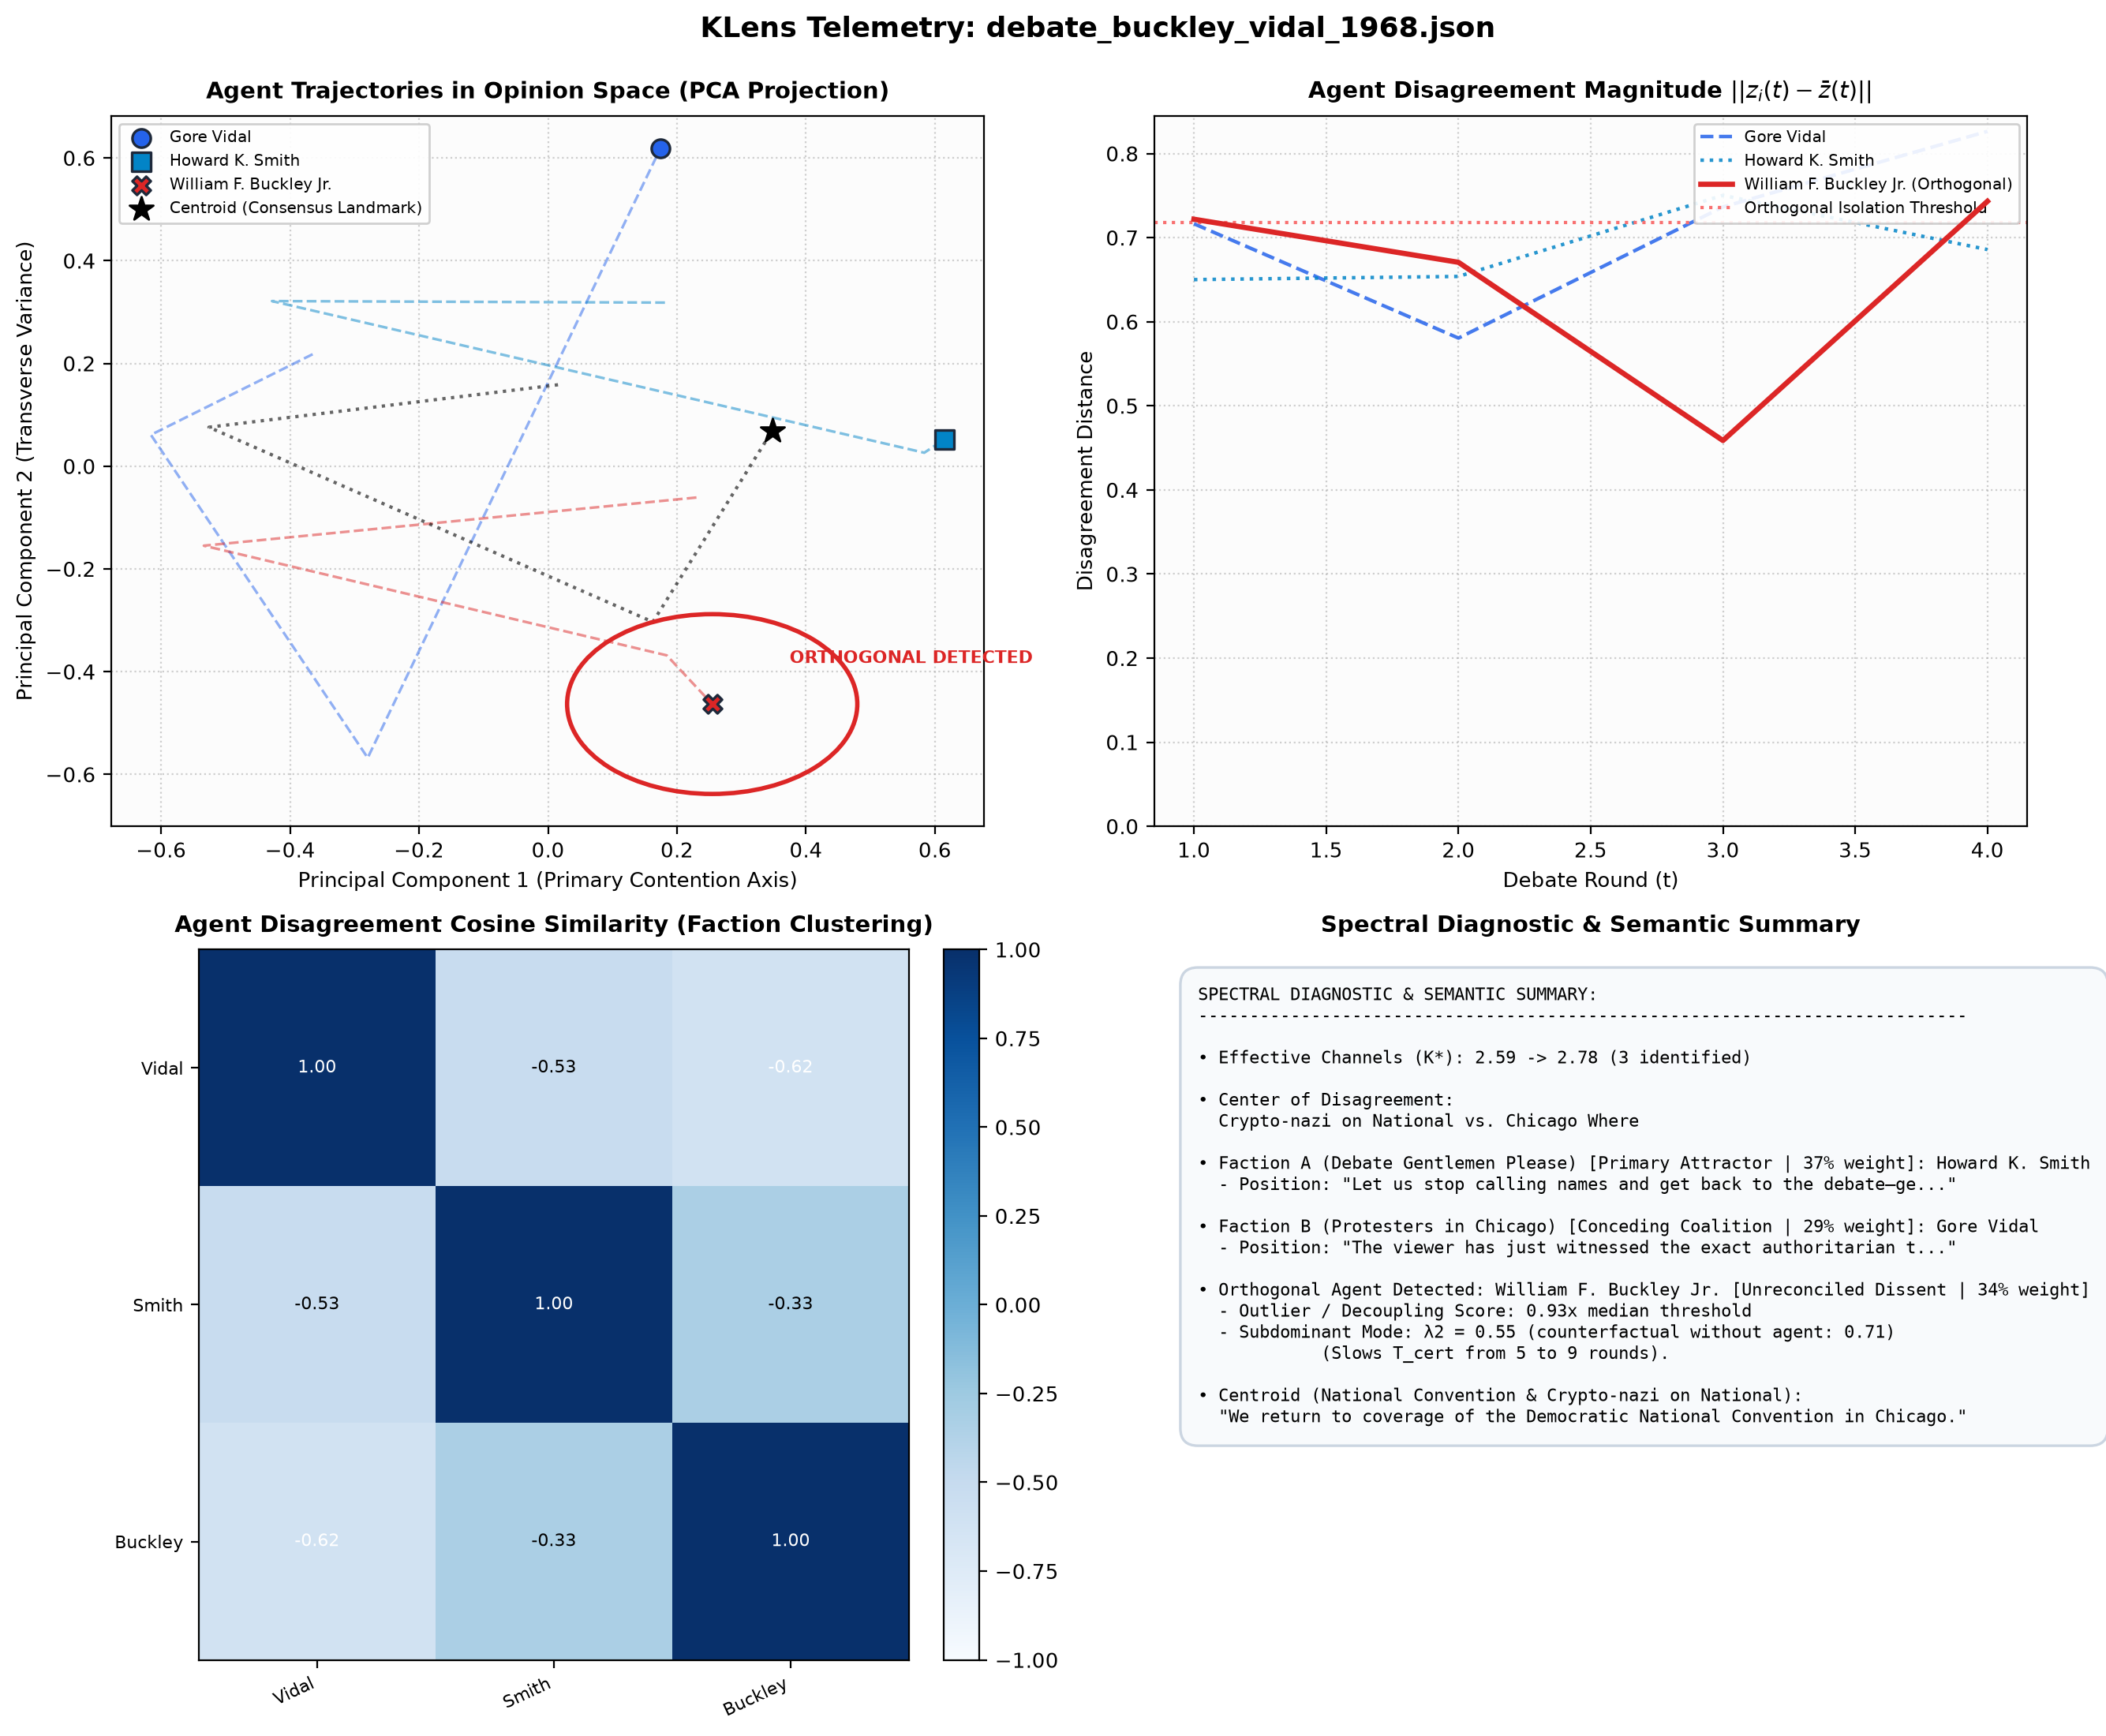 KLens Telemetry: debate_buckley_vidal_1968.json
Agent Trajectories in Opinion Space (PCA Projection)
Gore Vidal
Howard K. Smith
William F. Buckley Jr.
Centroid (Consensus Landmark)
ORTHOGONAL DETECTED
Principal Component 2 (Transverse Variance)
0.6
0.4
0.2
0.0
−0.2
−0.4
−0.6
−0.6
−0.4
−0.2
0.0
0.2
0.4
0.6
Principal Component 1 (Primary Contention Axis)
Agent Disagreement Magnitude ||z_i(t) − z̄(t)||
Gore Vidal
Howard K. Smith
William F. Buckley Jr. (Orthogonal)
Orthogonal Isolation Threshold
Disagreement Distance
0.8
0.7
0.6
0.5
0.4
0.3
0.2
0.1
0.0
1.0
1.5
2.0
2.5
3.0
3.5
4.0
Debate Round (t)
Agent Disagreement Cosine Similarity (Faction Clustering)
Vidal
1.00
-0.53
-0.62
Smith
-0.53
1.00
-0.33
Buckley
-0.62
-0.33
1.00
Vidal
Smith
Buckley
1.00
0.75
0.50
0.25
0.00
−0.25
−0.50
−0.75
−1.00
Spectral Diagnostic & Semantic Summary
SPECTRAL DIAGNOSTIC & SEMANTIC SUMMARY:
---------------------------------------------------------------------------
• Effective Channels (K*): 2.59 -> 2.78 (3 identified)
• Center of Disagreement:
Crypto-nazi on National vs. Chicago Where
• Faction A (Debate Gentlemen Please) [Primary Attractor | 37% weight]: Howard K. Smith
- Position: "Let us stop calling names and get back to the debate—ge..."
• Faction B (Protesters in Chicago) [Conceding Coalition | 29% weight]: Gore Vidal
- Position: "The viewer has just witnessed the exact authoritarian t..."
• Orthogonal Agent Detected: William F. Buckley Jr. [Unreconciled Dissent | 34% weight]
- Outlier / Decoupling Score: 0.93x median threshold
- Subdominant Mode: λ2 = 0.55 (counterfactual without agent: 0.71)
(Slows T_cert from 5 to 9 rounds).
• Centroid (National Convention & Crypto-nazi on National):
"We return to coverage of the Democratic National Convention in Chicago."